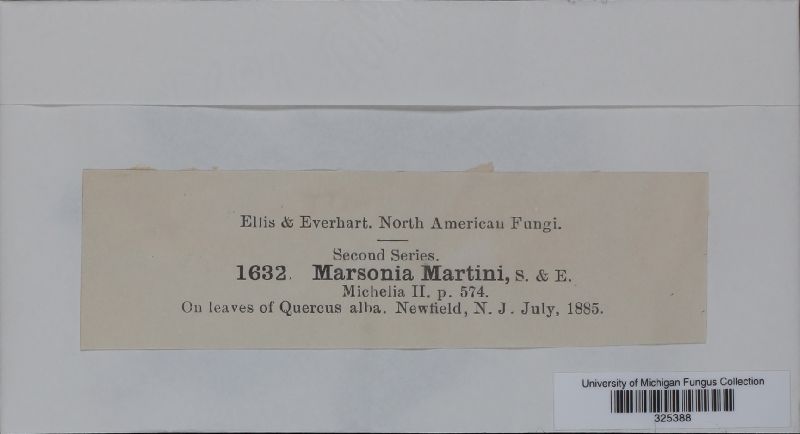 Ellis & Everhart. North American Fungi.
Second Series.
1632. Marsonia Martini, S. & E.
Michelia II. p. 574.
On leaves of Quercus alba. Newfield, N. J. July, 1885.
University of Michigan Fungus Collection
325388